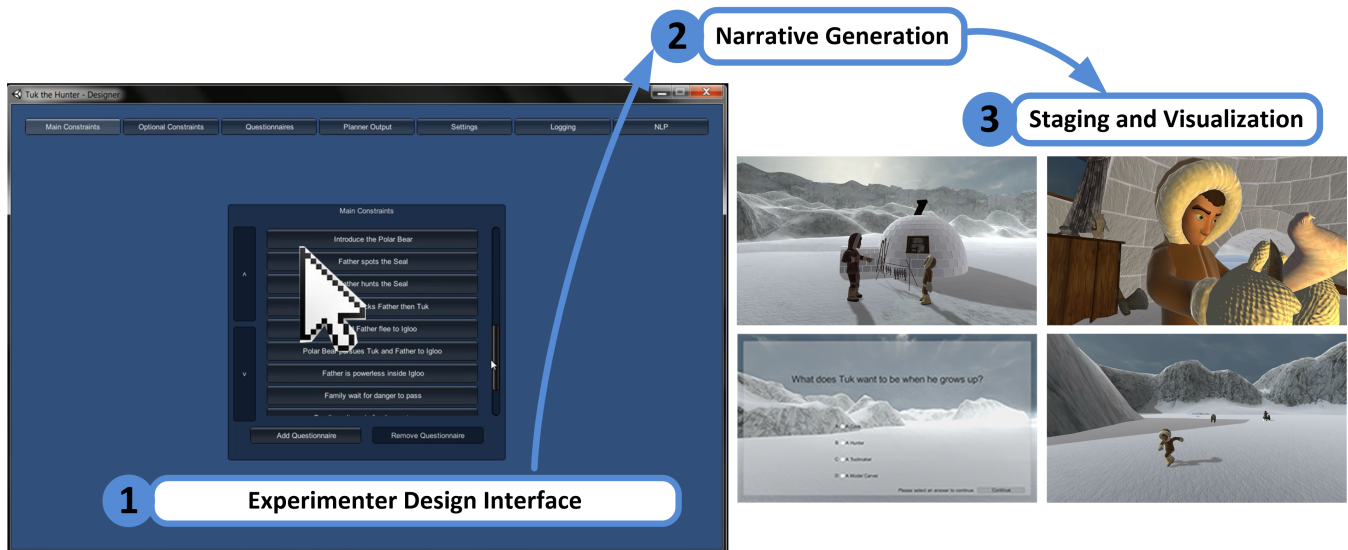 2 Narrative Generation
Tuk the Hunter - Designer
Main Constraints Optional Constraints Questionnaires Planner Output Settings Logging NLP
3 Staging and Visualization
Main Constraints
Introduce the Polar Bear
Father spots the Seal
ather hunts the Seal
cks Father then Tuk
Father flee to Igloo
Polar Bear pursues Tuk and Father to Igloo
Father is powerless inside Igloo
Family wait for danger to pass
Add Questionnaire Remove Questionnaire
1 Experimenter Design Interface
What does Tuk want to be when he grows up?
A
B A Hunter
C A Toolmaker
D A Model Carver
Please select an answer to continue Continue